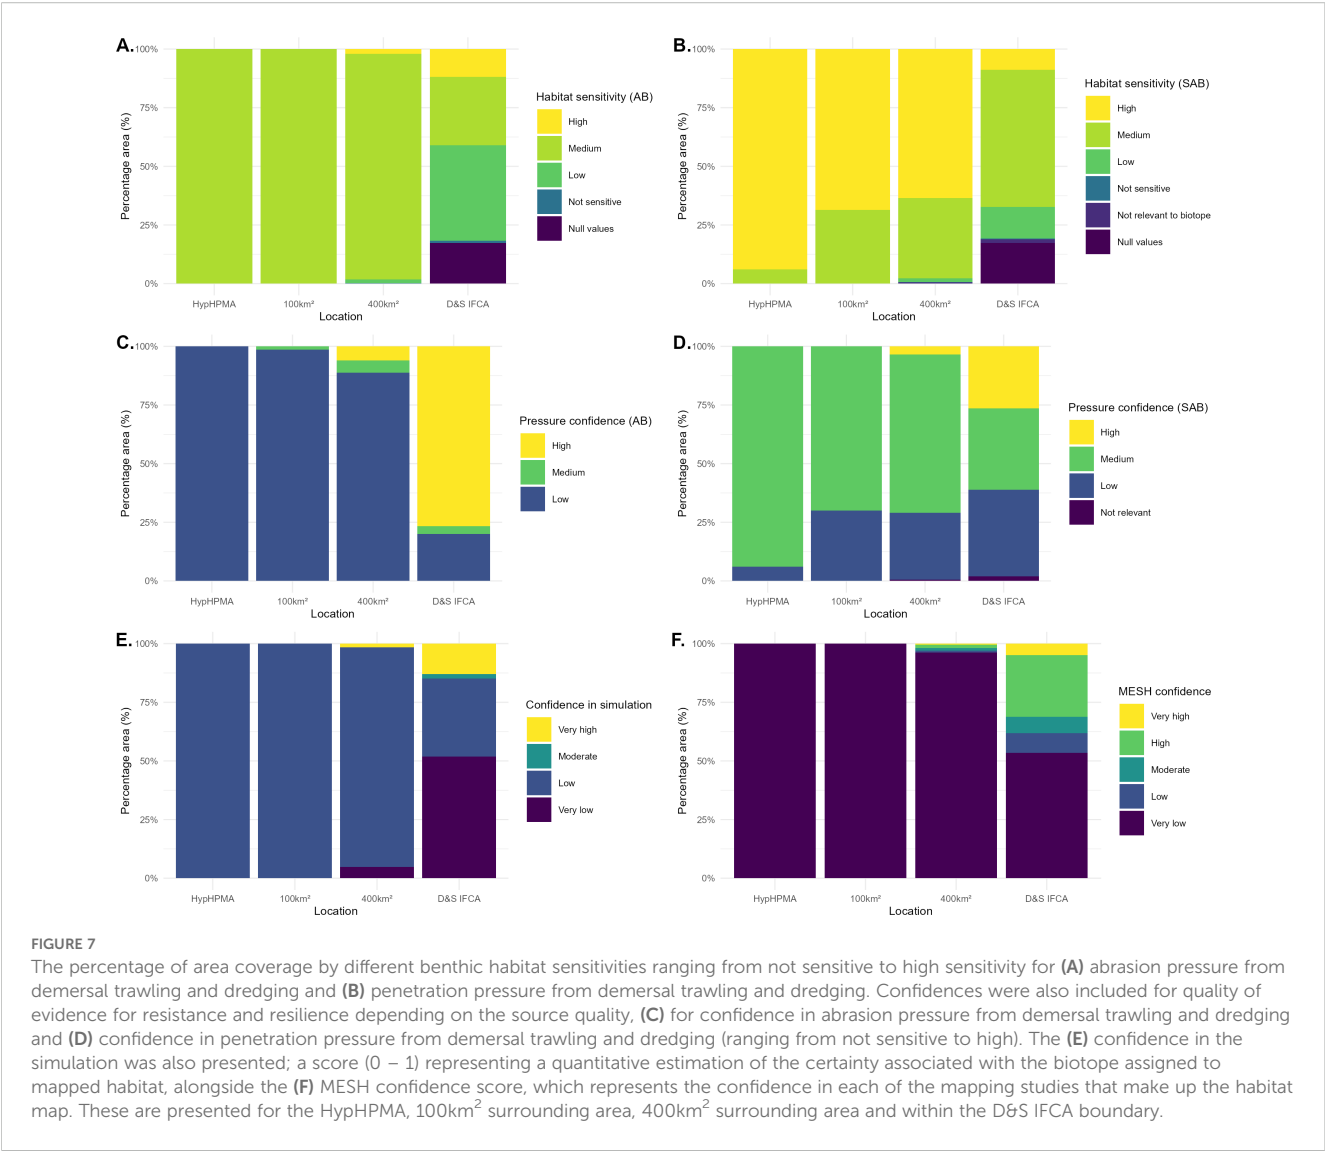 A.
100%
75%
50%
25%
0%
Percentage area (%)
HypHPMA
100km²
400km²
D&S IFCA
Location
Habitat sensitivity (AB)
High
Medium
Low
Not sensitive
Null values
B.
100%
75%
50%
25%
0%
Percentage area (%)
HypHPMA
100km²
400km²
D&S IFCA
Location
Habitat sensitivity (SAB)
High
Medium
Low
Not sensitive
Not relevant to biotope
Null values
C.
100%
75%
50%
25%
0%
Percentage area (%)
HypHPMA
100km²
400km²
D&S IFCA
Location
Pressure confidence (AB)
High
Medium
Low
D.
100%
75%
50%
25%
0%
Percentage area (%)
HypHPMA
100km²
400km²
D&S IFCA
Location
Pressure confidence (SAB)
High
Medium
Low
Not relevant
E.
100%
75%
50%
25%
0%
Percentage area (%)
HypHPMA
100km²
400km²
D&S IFCA
Location
Confidence in simulation
Very high
Moderate
Low
Very low
F.
100%
75%
50%
25%
0%
Percentage area (%)
HypHPMA
100km²
400km²
D&S IFCA
Location
MESH confidence
Very high
High
Moderate
Low
Very low
FIGURE 7
The percentage of area coverage by different benthic habitat sensitivities ranging from not sensitive to high sensitivity for (A) abrasion pressure from
demersal trawling and dredging and (B) penetration pressure from demersal trawling and dredging. Confidences were also included for quality of
evidence for resistance and resilience depending on the source quality, (C) for confidence in abrasion pressure from demersal trawling and dredging
and (D) confidence in penetration pressure from demersal trawling and dredging (ranging from not sensitive to high). The (E) confidence in the
simulation was also presented; a score (0 – 1) representing a quantitative estimation of the certainty associated with the biotope assigned to
mapped habitat, alongside the (F) MESH confidence score, which represents the confidence in each of the mapping studies that make up the habitat
map. These are presented for the HypHPMA, 100km² surrounding area, 400km² surrounding area and within the D&S IFCA boundary.